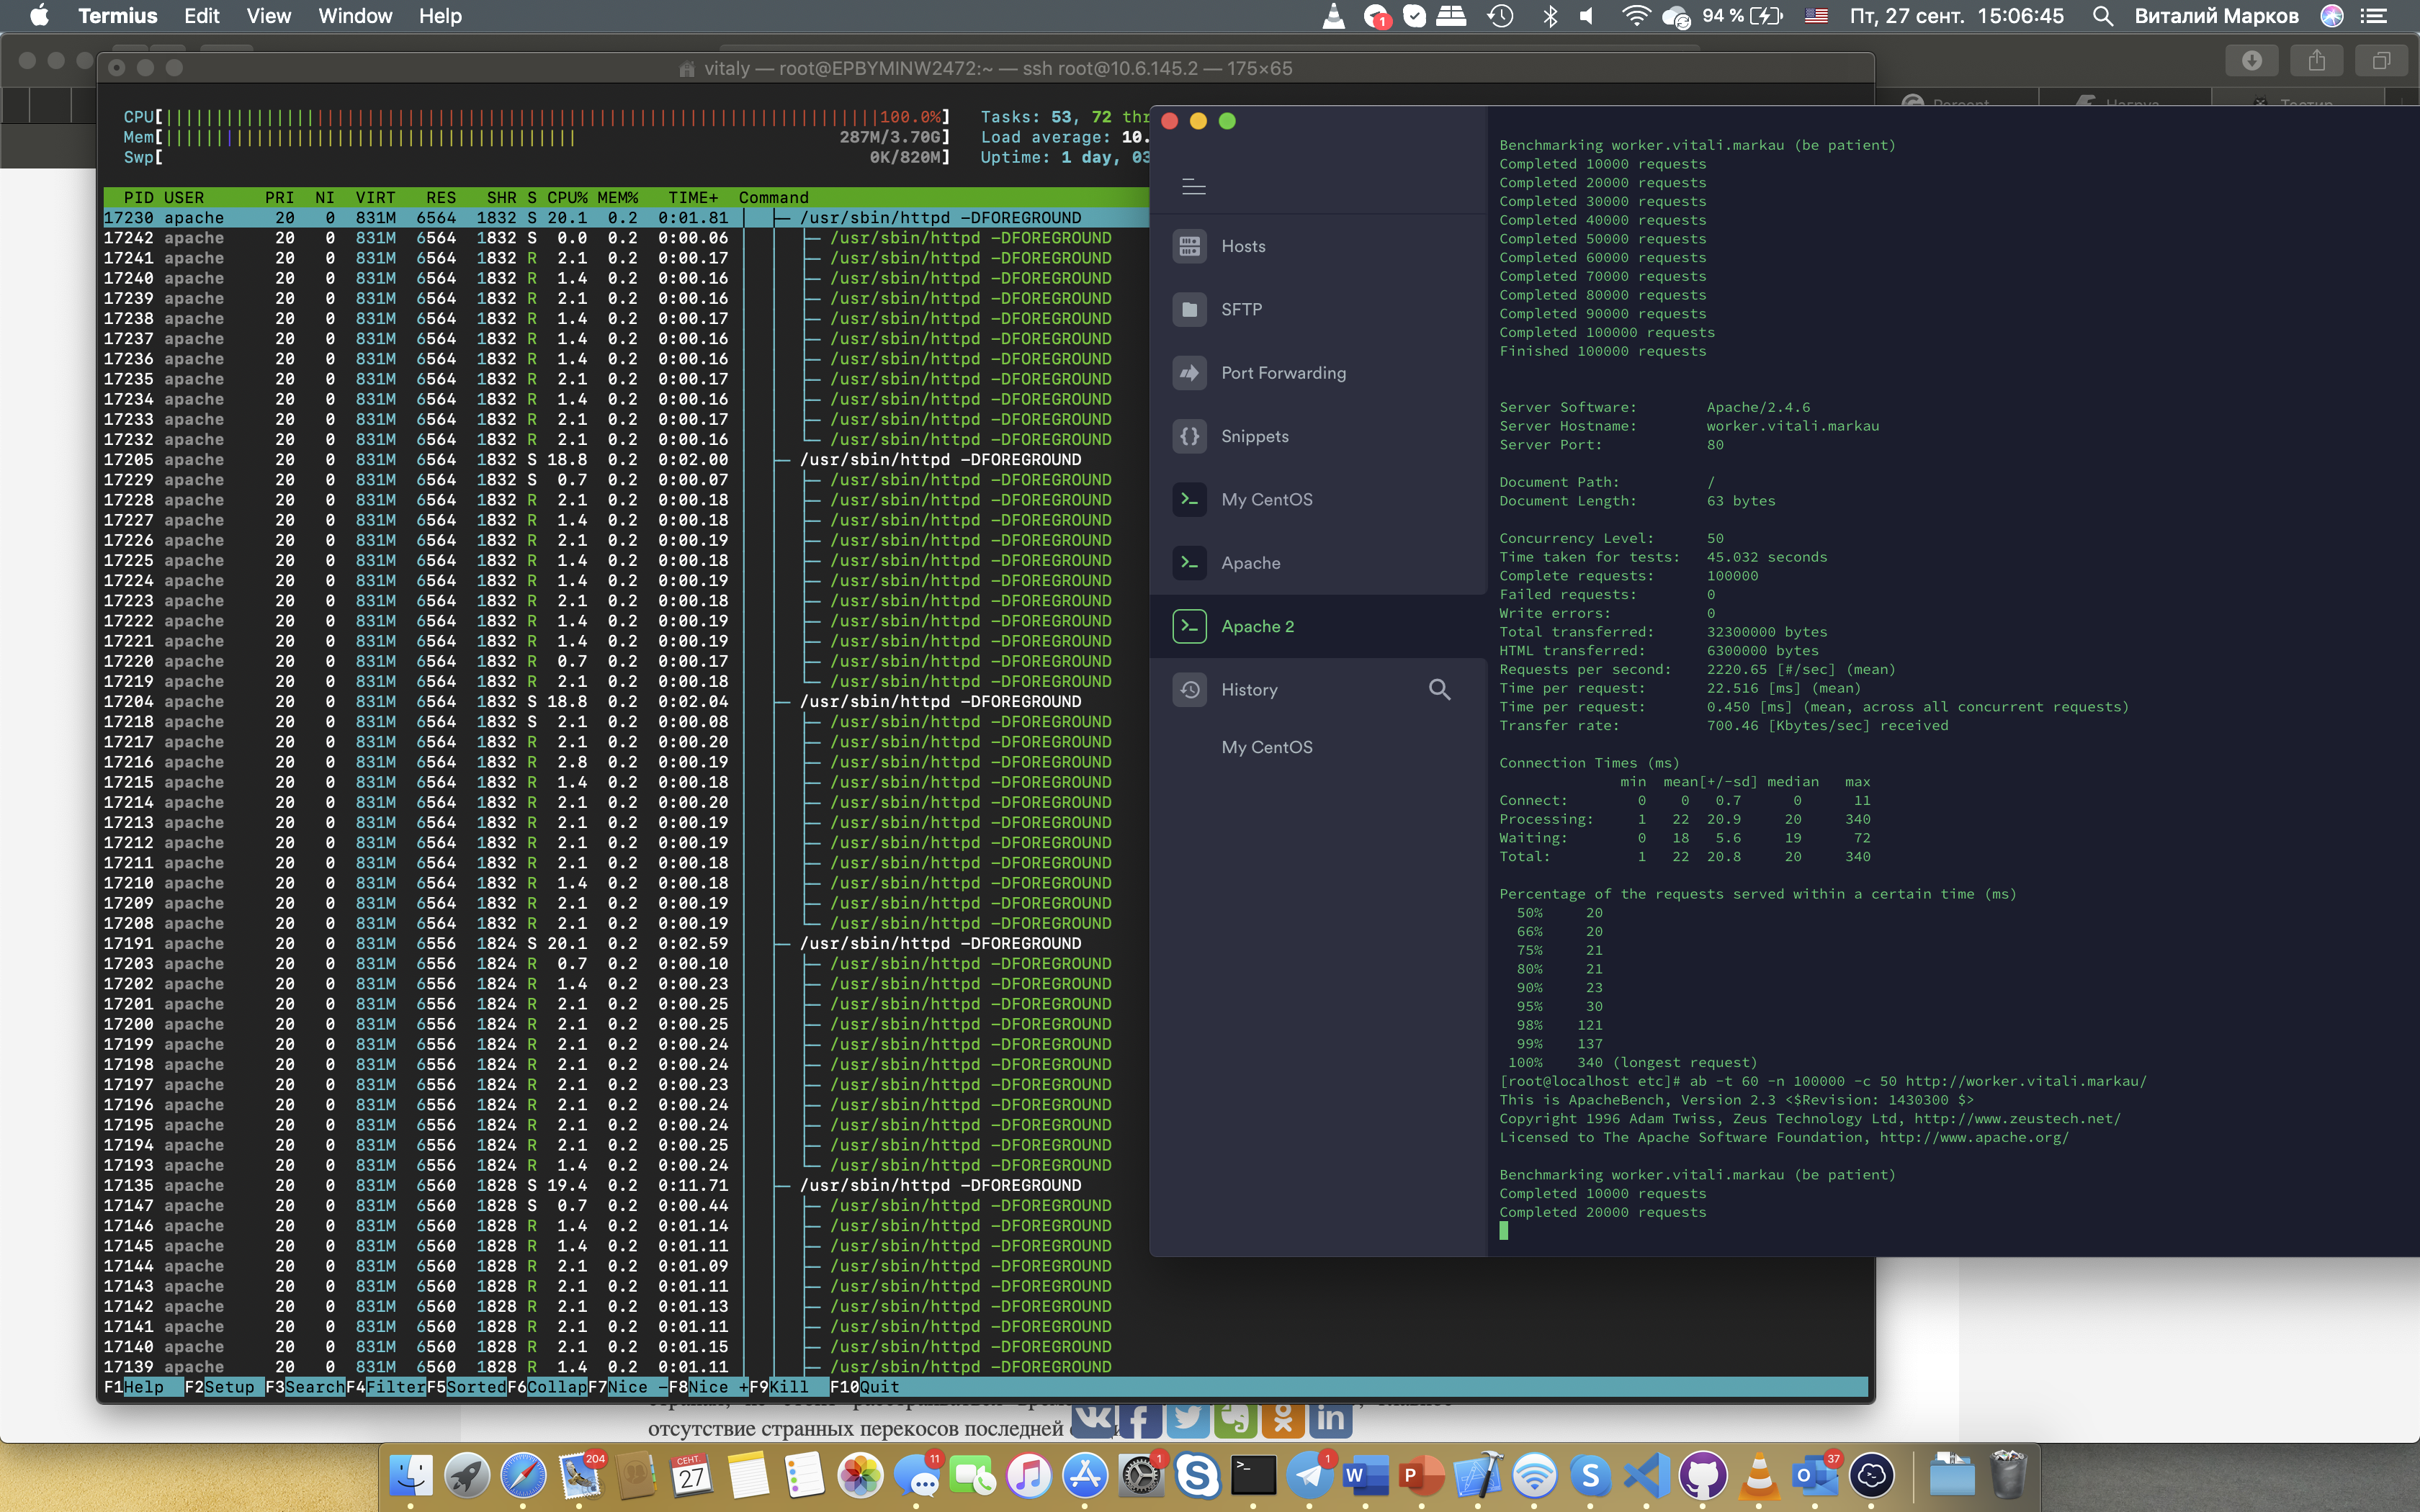 Termius Edit View Window Help
1
94 %
Пт, 27 сент. 15:06:45
Виталий Марков
vitaly — root@EPBYMINW2472:~ — ssh root@10.6.145.2 — 175×65
CPU[100.0%] Tasks: 53, 72 thr
Mem[287M/3.70G] Load average: 10.
Swp[0K/820M] Uptime: 1 day, 03
PID USER PRI NI VIRT RES SHR S CPU% MEM% TIME+ Command
17230 apache 20 0 831M 6564 1832 S 20.1 0.2 0:01.81 /usr/sbin/httpd -DFOREGROUND
17242 apache 20 0 831M 6564 1832 S 0.0 0.2 0:00.06 /usr/sbin/httpd -DFOREGROUND
17241 apache 20 0 831M 6564 1832 R 2.1 0.2 0:00.17 /usr/sbin/httpd -DFOREGROUND
17240 apache 20 0 831M 6564 1832 R 1.4 0.2 0:00.16 /usr/sbin/httpd -DFOREGROUND
17239 apache 20 0 831M 6564 1832 R 2.1 0.2 0:00.16 /usr/sbin/httpd -DFOREGROUND
17238 apache 20 0 831M 6564 1832 R 1.4 0.2 0:00.17 /usr/sbin/httpd -DFOREGROUND
17237 apache 20 0 831M 6564 1832 R 1.4 0.2 0:00.16 /usr/sbin/httpd -DFOREGROUND
17236 apache 20 0 831M 6564 1832 R 1.4 0.2 0:00.16 /usr/sbin/httpd -DFOREGROUND
17235 apache 20 0 831M 6564 1832 R 2.1 0.2 0:00.17 /usr/sbin/httpd -DFOREGROUND
17234 apache 20 0 831M 6564 1832 R 1.4 0.2 0:00.16 /usr/sbin/httpd -DFOREGROUND
17233 apache 20 0 831M 6564 1832 R 2.1 0.2 0:00.17 /usr/sbin/httpd -DFOREGROUND
17232 apache 20 0 831M 6564 1832 R 2.1 0.2 0:00.16 /usr/sbin/httpd -DFOREGROUND
17205 apache 20 0 831M 6564 1832 S 18.8 0.2 0:02.00 /usr/sbin/httpd -DFOREGROUND
17229 apache 20 0 831M 6564 1832 S 0.7 0.2 0:00.07 /usr/sbin/httpd -DFOREGROUND
17228 apache 20 0 831M 6564 1832 R 2.1 0.2 0:00.18 /usr/sbin/httpd -DFOREGROUND
17227 apache 20 0 831M 6564 1832 R 1.4 0.2 0:00.18 /usr/sbin/httpd -DFOREGROUND
17226 apache 20 0 831M 6564 1832 R 2.1 0.2 0:00.19 /usr/sbin/httpd -DFOREGROUND
17225 apache 20 0 831M 6564 1832 R 1.4 0.2 0:00.18 /usr/sbin/httpd -DFOREGROUND
17224 apache 20 0 831M 6564 1832 R 1.4 0.2 0:00.19 /usr/sbin/httpd -DFOREGROUND
17223 apache 20 0 831M 6564 1832 R 2.1 0.2 0:00.18 /usr/sbin/httpd -DFOREGROUND
17222 apache 20 0 831M 6564 1832 R 1.4 0.2 0:00.19 /usr/sbin/httpd -DFOREGROUND
17221 apache 20 0 831M 6564 1832 R 1.4 0.2 0:00.19 /usr/sbin/httpd -DFOREGROUND
17220 apache 20 0 831M 6564 1832 R 0.7 0.2 0:00.17 /usr/sbin/httpd -DFOREGROUND
17219 apache 20 0 831M 6564 1832 R 2.1 0.2 0:00.18 /usr/sbin/httpd -DFOREGROUND
17204 apache 20 0 831M 6564 1832 S 18.8 0.2 0:02.04 /usr/sbin/httpd -DFOREGROUND
17218 apache 20 0 831M 6564 1832 S 2.1 0.2 0:00.08 /usr/sbin/httpd -DFOREGROUND
17217 apache 20 0 831M 6564 1832 R 2.1 0.2 0:00.20 /usr/sbin/httpd -DFOREGROUND
17216 apache 20 0 831M 6564 1832 R 2.8 0.2 0:00.19 /usr/sbin/httpd -DFOREGROUND
17215 apache 20 0 831M 6564 1832 R 1.4 0.2 0:00.18 /usr/sbin/httpd -DFOREGROUND
17214 apache 20 0 831M 6564 1832 R 2.1 0.2 0:00.20 /usr/sbin/httpd -DFOREGROUND
17213 apache 20 0 831M 6564 1832 R 2.1 0.2 0:00.19 /usr/sbin/httpd -DFOREGROUND
17212 apache 20 0 831M 6564 1832 R 2.1 0.2 0:00.19 /usr/sbin/httpd -DFOREGROUND
17211 apache 20 0 831M 6564 1832 R 2.1 0.2 0:00.18 /usr/sbin/httpd -DFOREGROUND
17210 apache 20 0 831M 6564 1832 R 1.4 0.2 0:00.18 /usr/sbin/httpd -DFOREGROUND
17209 apache 20 0 831M 6564 1832 R 2.1 0.2 0:00.19 /usr/sbin/httpd -DFOREGROUND
17208 apache 20 0 831M 6564 1832 R 2.1 0.2 0:00.19 /usr/sbin/httpd -DFOREGROUND
17191 apache 20 0 831M 6556 1824 S 20.1 0.2 0:02.59 /usr/sbin/httpd -DFOREGROUND
17203 apache 20 0 831M 6556 1824 R 0.7 0.2 0:00.10 /usr/sbin/httpd -DFOREGROUND
17202 apache 20 0 831M 6556 1824 R 1.4 0.2 0:00.23 /usr/sbin/httpd -DFOREGROUND
17201 apache 20 0 831M 6556 1824 R 2.1 0.2 0:00.25 /usr/sbin/httpd -DFOREGROUND
17200 apache 20 0 831M 6556 1824 R 2.1 0.2 0:00.25 /usr/sbin/httpd -DFOREGROUND
17199 apache 20 0 831M 6556 1824 R 2.1 0.2 0:00.24 /usr/sbin/httpd -DFOREGROUND
17198 apache 20 0 831M 6556 1824 R 2.1 0.2 0:00.24 /usr/sbin/httpd -DFOREGROUND
17197 apache 20 0 831M 6556 1824 R 2.1 0.2 0:00.23 /usr/sbin/httpd -DFOREGROUND
17196 apache 20 0 831M 6556 1824 R 2.1 0.2 0:00.24 /usr/sbin/httpd -DFOREGROUND
17195 apache 20 0 831M 6556 1824 R 2.1 0.2 0:00.24 /usr/sbin/httpd -DFOREGROUND
17194 apache 20 0 831M 6556 1824 R 2.1 0.2 0:00.25 /usr/sbin/httpd -DFOREGROUND
17193 apache 20 0 831M 6556 1824 R 1.4 0.2 0:00.24 /usr/sbin/httpd -DFOREGROUND
17135 apache 20 0 831M 6560 1828 S 19.4 0.2 0:11.71 /usr/sbin/httpd -DFOREGROUND
17147 apache 20 0 831M 6560 1828 S 0.7 0.2 0:00.44 /usr/sbin/httpd -DFOREGROUND
17146 apache 20 0 831M 6560 1828 R 1.4 0.2 0:01.14 /usr/sbin/httpd -DFOREGROUND
17145 apache 20 0 831M 6560 1828 R 1.4 0.2 0:01.11 /usr/sbin/httpd -DFOREGROUND
17144 apache 20 0 831M 6560 1828 R 2.1 0.2 0:01.09 /usr/sbin/httpd -DFOREGROUND
17143 apache 20 0 831M 6560 1828 R 2.1 0.2 0:01.11 /usr/sbin/httpd -DFOREGROUND
17142 apache 20 0 831M 6560 1828 R 2.1 0.2 0:01.13 /usr/sbin/httpd -DFOREGROUND
17141 apache 20 0 831M 6560 1828 R 2.1 0.2 0:01.11 /usr/sbin/httpd -DFOREGROUND
17140 apache 20 0 831M 6560 1828 R 2.1 0.2 0:01.15 /usr/sbin/httpd -DFOREGROUND
17139 apache 20 0 831M 6560 1828 R 1.4 0.2 0:01.11 /usr/sbin/httpd -DFOREGROUND
F1Help F2Setup F3SearchF4FilterF5SortedF6CollapF7Nice -F8Nice +F9Kill F10Quit
Hosts
SFTP
Port Forwarding
Snippets
My CentOS
Apache
Apache 2
History
My CentOS
Benchmarking worker.vitali.markau (be patient)
Completed 10000 requests
Completed 20000 requests
Completed 30000 requests
Completed 40000 requests
Completed 50000 requests
Completed 60000 requests
Completed 70000 requests
Completed 80000 requests
Completed 90000 requests
Completed 100000 requests
Finished 100000 requests
Server Software: Apache/2.4.6
Server Hostname: worker.vitali.markau
Server Port: 80
Document Path: /
Document Length: 63 bytes
Concurrency Level: 50
Time taken for tests: 45.032 seconds
Complete requests: 100000
Failed requests: 0
Write errors: 0
Total transferred: 32300000 bytes
HTML transferred: 6300000 bytes
Requests per second: 2220.65 [#/sec] (mean)
Time per request: 22.516 [ms] (mean)
Time per request: 0.450 [ms] (mean, across all concurrent requests)
Transfer rate: 700.46 [Kbytes/sec] received
Connection Times (ms)
min mean[+/-sd] median max
Connect: 0 0 0.7 0 11
Processing: 1 22 20.9 20 340
Waiting: 0 18 5.6 19 72
Total: 1 22 20.8 20 340
Percentage of the requests served within a certain time (ms)
50% 20
66% 20
75% 21
80% 21
90% 23
95% 30
98% 121
99% 137
100% 340 (longest request)
[root@localhost etc]# ab -t 60 -n 100000 -c 50 http://worker.vitali.markau/
This is ApacheBench, Version 2.3 <$Revision: 1430300 $>
Copyright 1996 Adam Twiss, Zeus Technology Ltd, http://www.zeustech.net/
Licensed to The Apache Software Foundation, http://www.apache.org/
Benchmarking worker.vitali.markau (be patient)
Completed 10000 requests
Completed 20000 requests
отсутствие странных перекосов последней
204
СЕНТ.
27
11
1
1
37